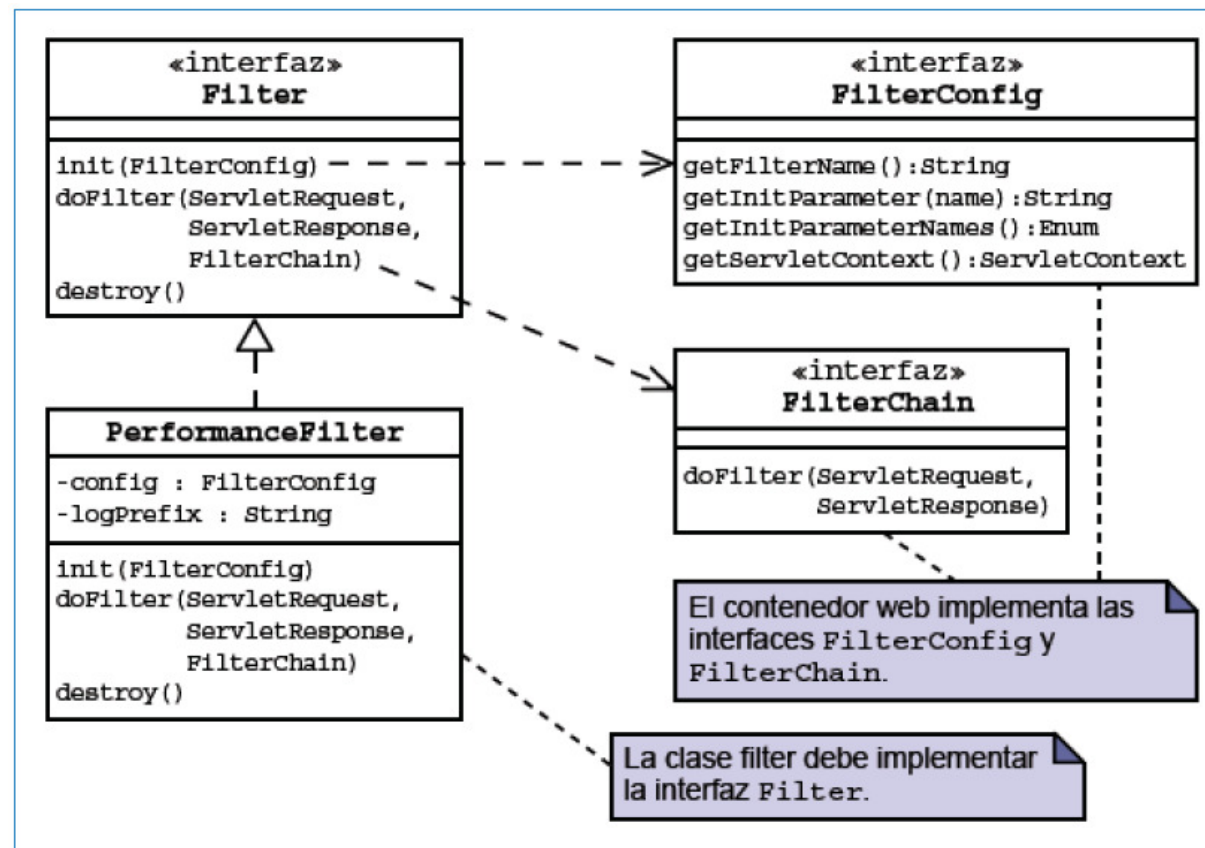 «interfaz»
Filter
init(FilterConfig)
doFilter(ServletRequest,
ServletResponse,
FilterChain)
destroy()
«interfaz»
FilterConfig
getFilterName():String
getInitParameter(name):String
getInitParameterNames():Enum
getServletContext():ServletContext
«interfaz»
FilterChain
doFilter(ServletRequest,
ServletResponse)
PerformanceFilter
-config : FilterConfig
-logPrefix : String
init(FilterConfig)
doFilter(ServletRequest,
ServletResponse,
FilterChain)
destroy()
El contenedor web implementa las
interfaces FilterConfig y
FilterChain.
La clase filter debe implementar
la interfaz Filter.